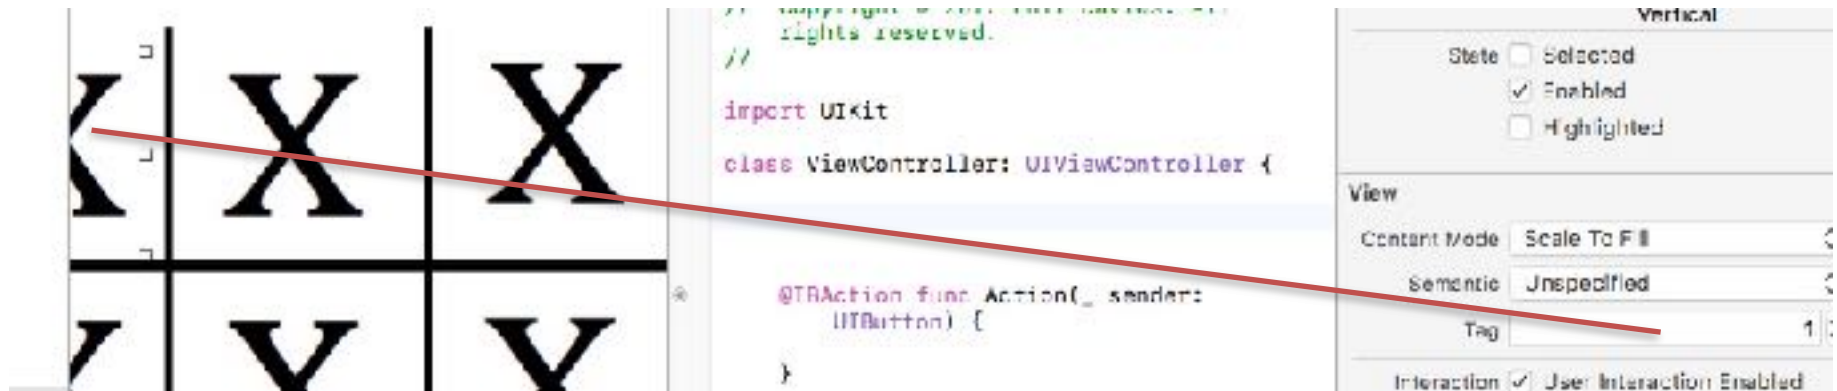 X X X
X X X
rights reserved.
//
import UIKit
class ViewController: UIViewController {
@IBAction func Action(_ sender:
UIButton) {
}
Vertical
State Selected
Enabled
Highlighted
View
Content Mode Scale To Fill
Semantic Unspecified
Tag 1
Interaction User Interaction Enabled